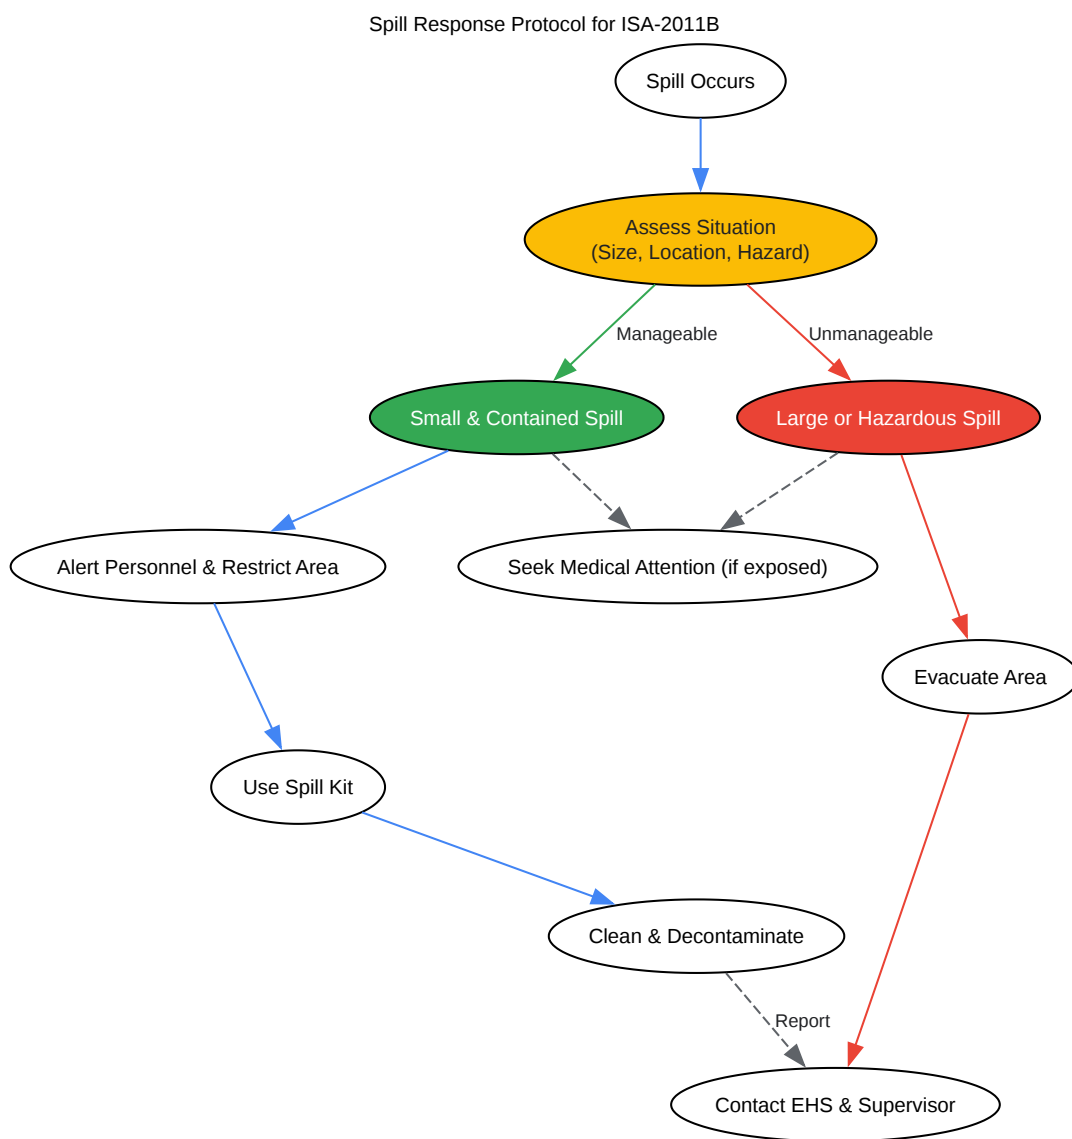 Spill Response Protocol for ISA-2011B
Spill Occurs
Assess Situation
(Size, Location, Hazard)
Manageable
Unmanageable
Small & Contained Spill
Large or Hazardous Spill
Alert Personnel & Restrict Area
Seek Medical Attention (if exposed)
Evacuate Area
Use Spill Kit
Clean & Decontaminate
Report
Contact EHS & Supervisor